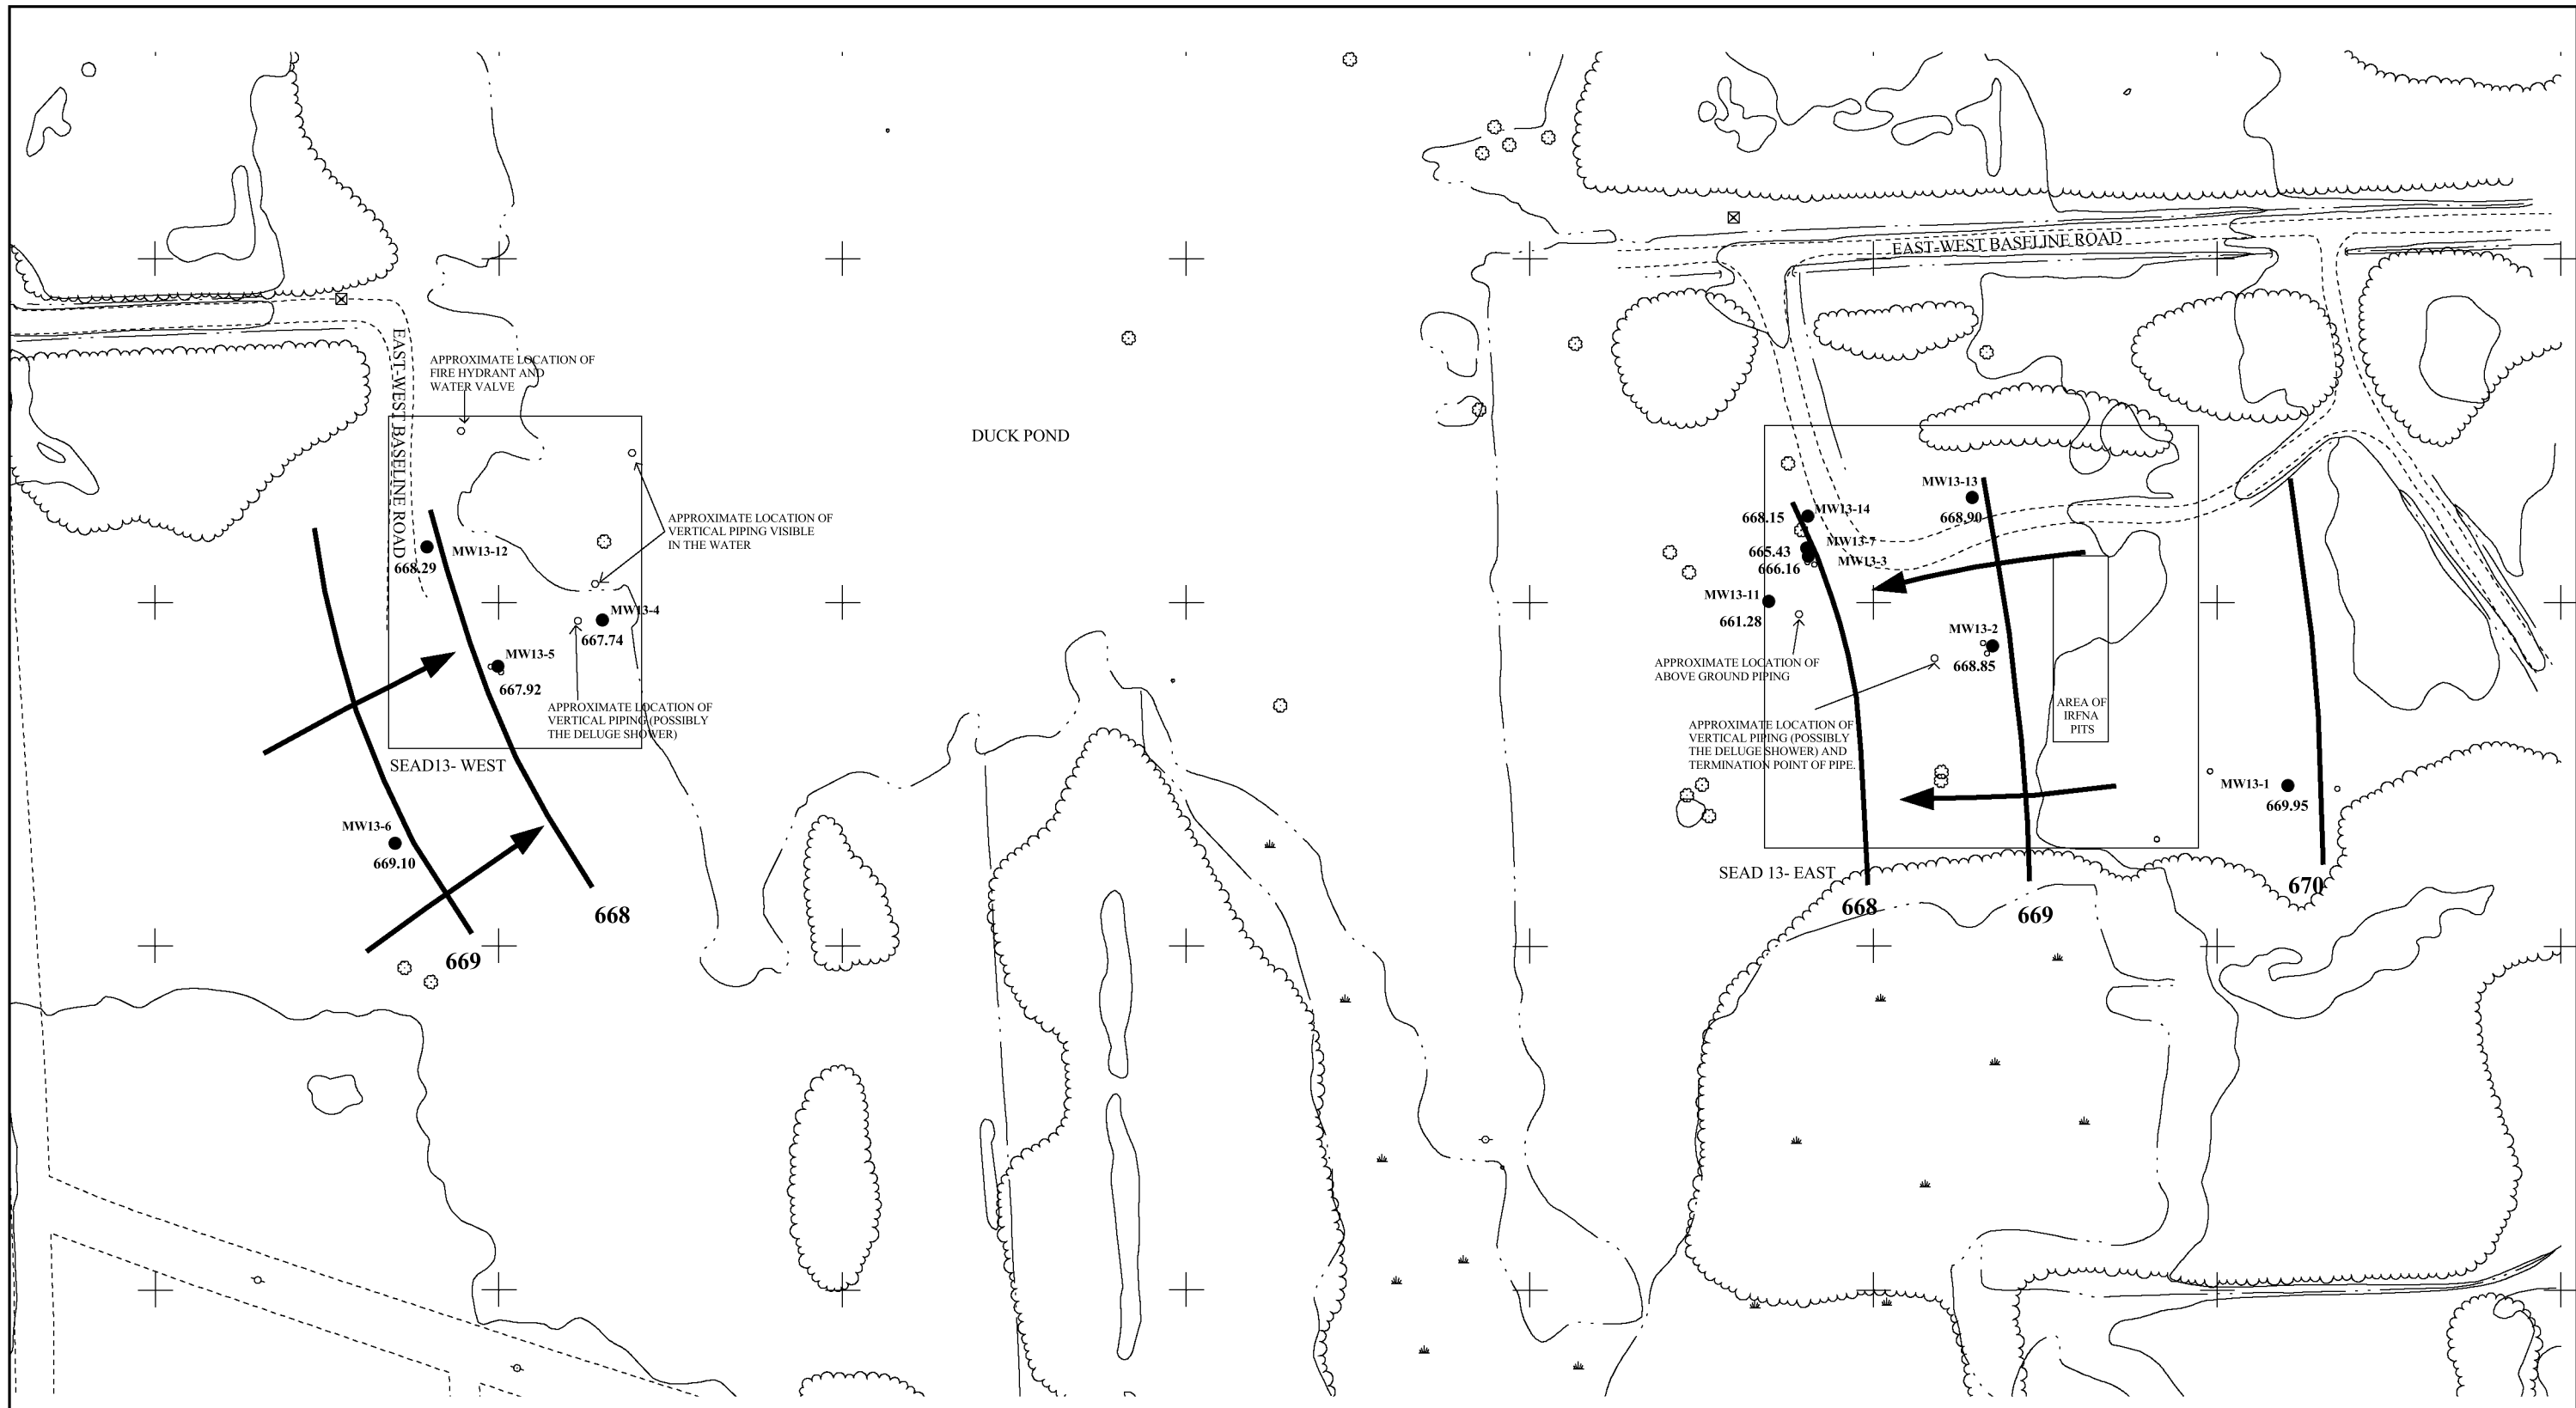 EAST-WEST BASELINE ROAD
EAST-WEST BASELINE ROAD
APPROXIMATE LOCATION OF
FIRE HYDRANT AND
WATER VALVE
DUCK POND
APPROXIMATE LOCATION OF
VERTICAL PIPING VISIBLE
IN THE WATER
MW13-12
668.29
MW13-4
667.74
MW13-5
667.92
APPROXIMATE LOCATION OF
VERTICAL PIPING (POSSIBLY
THE DELUGE SHOWER)
SEAD13- WEST
MW13-6
669.10
668
669
MW13-13
668.90
MW13-14
668.15
MW13-7
665.43
MW13-3
666.16
MW13-11
661.28
MW13-2
668.85
APPROXIMATE LOCATION OF
ABOVE GROUND PIPING
APPROXIMATE LOCATION OF
VERTICAL PIPING (POSSIBLY
THE DELUGE SHOWER) AND
TERMINATION POINT OF PIPE.
AREA OF
IRFNA
PITS
MW13-1
669.95
SEAD 13- EAST
668
669
670